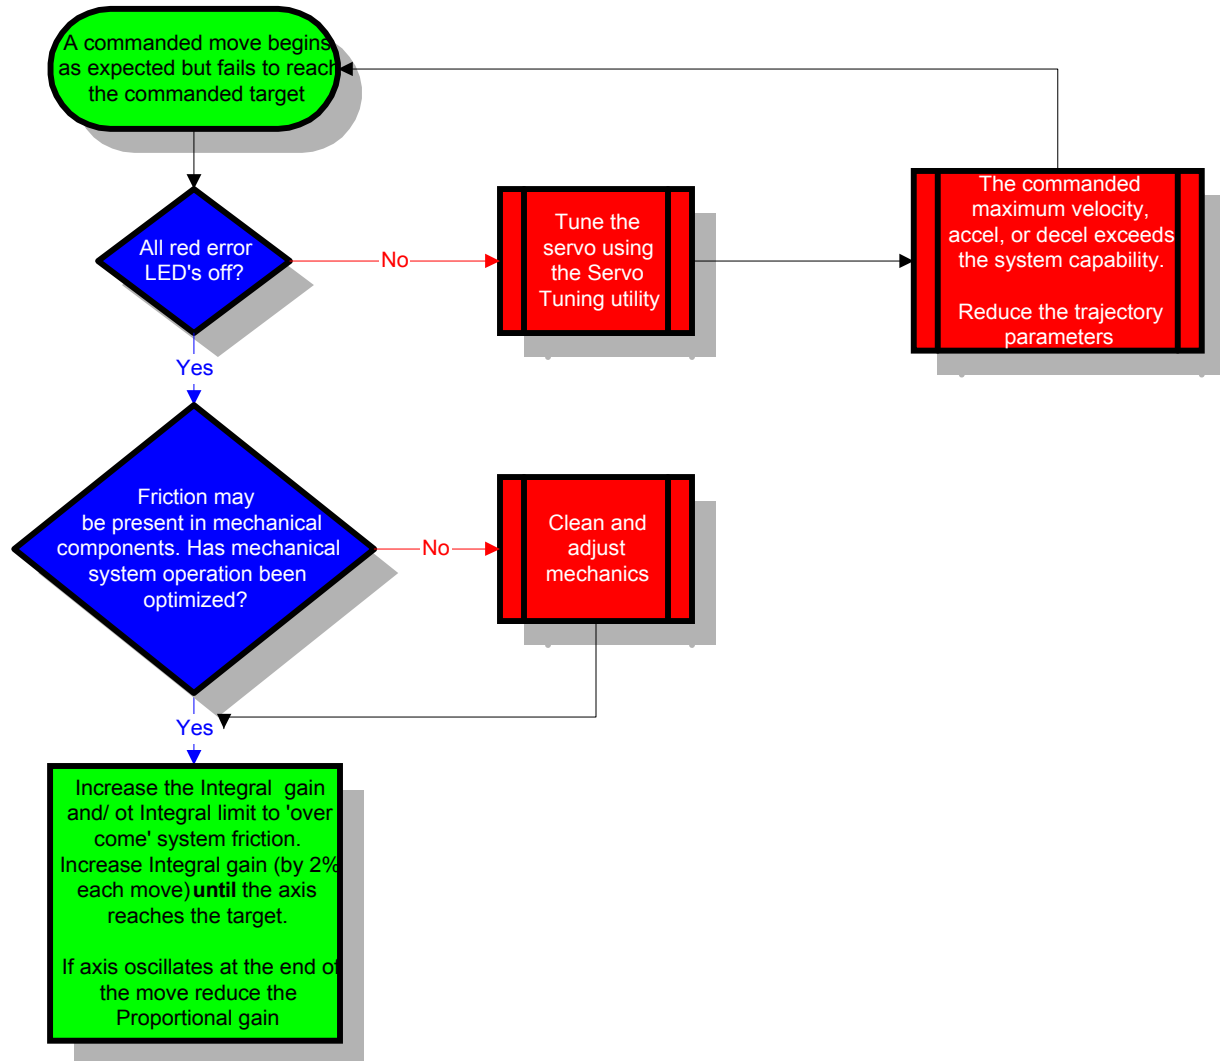 A commanded move begins
as expected but fails to reach
the commanded target
All red error
LED's off?
No
Tune the
servo using
the Servo
Tuning utility
The commanded
maximum velocity,
accel, or decel exceeds
the system capability.
Reduce the trajectory
parameters
Yes
Friction may
be present in mechanical
components. Has mechanical
system operation been
optimized?
No
Clean and
adjust
mechanics
Yes
Increase the Integral gain
and/ ot Integral limit to 'over
come' system friction.
Increase Integral gain (by 2%
each move) until the axis
reaches the target.
If axis oscillates at the end of
the move reduce the
Proportional gain